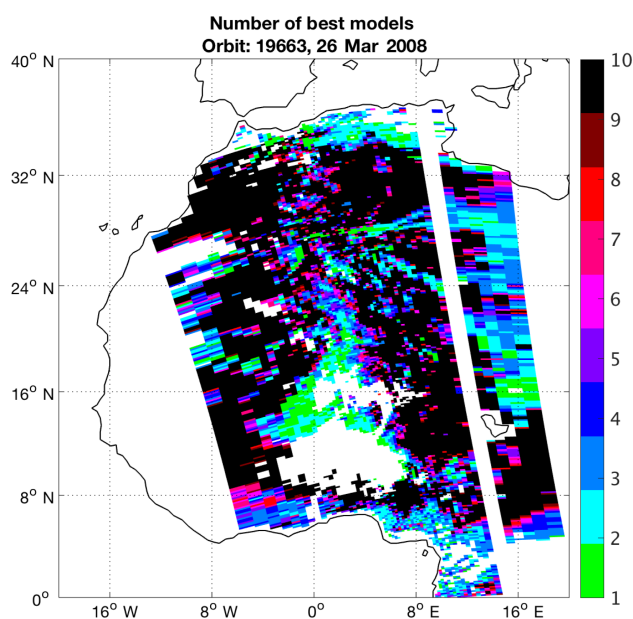 Number of best models
Orbit: 19663, 26 Mar 2008
40° N
32° N
24° N
16° N
8° N
0°
16° W
8° W
0°
8° E
16° E
10
9
8
7
6
5
4
3
2
1